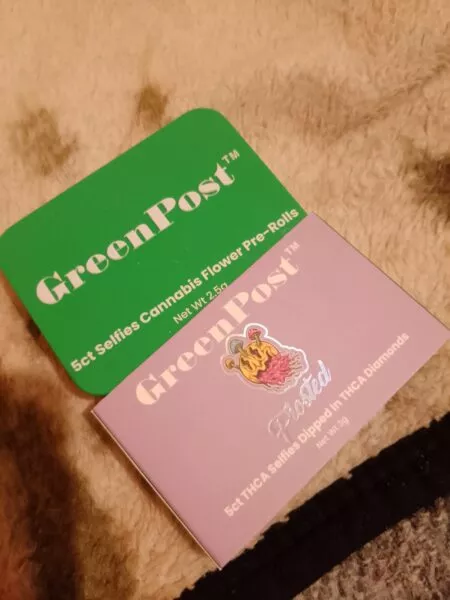 GreenPost™
5ct Selfies Cannabis Flower Pre-Rolls
Net Wt 2.5g
GreenPost™
Frosted
5ct THCA Selfies Dipped in THCA Diamonds
Net Wt 3g